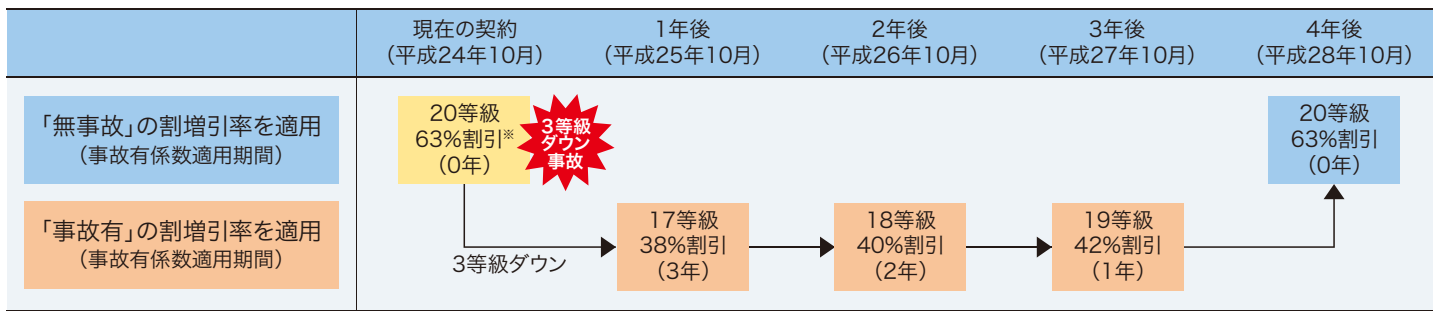 現在の契約
(平成24年10月)
1年後
(平成25年10月)
2年後
(平成26年10月)
3年後
(平成27年10月)
4年後
(平成28年10月)
「無事故」の割増引率を適用
(事故有係数適用期間)
20等級
63%割引※
(0年)
3等級
ダウン
事故
20等級
63%割引
(0年)
「事故有」の割増引率を適用
(事故有係数適用期間)
3等級ダウン
17等級
38%割引
(3年)
18等級
40%割引
(2年)
19等級
42%割引
(1年)